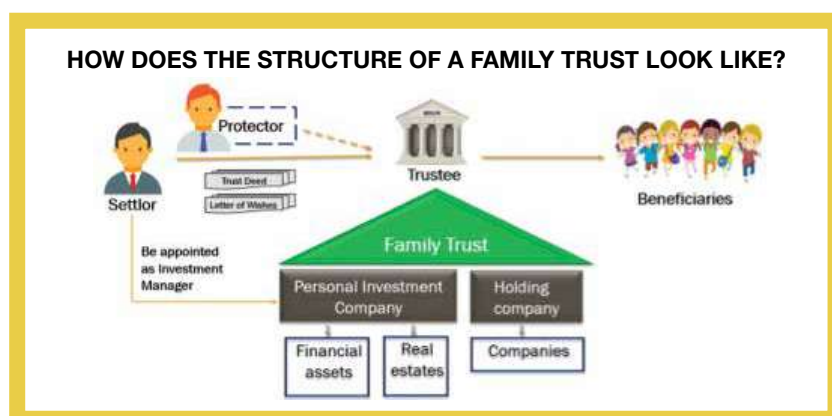 HOW DOES THE STRUCTURE OF A FAMILY TRUST LOOK LIKE?
Protector
Trust Deed
Letter of Wishes
Settlor
Trustee
Beneficiaries
Be appointed
as Investment
Manager
Family Trust
Personal Investment
Company
Holding
company
Financial
assets
Real
estates
Companies